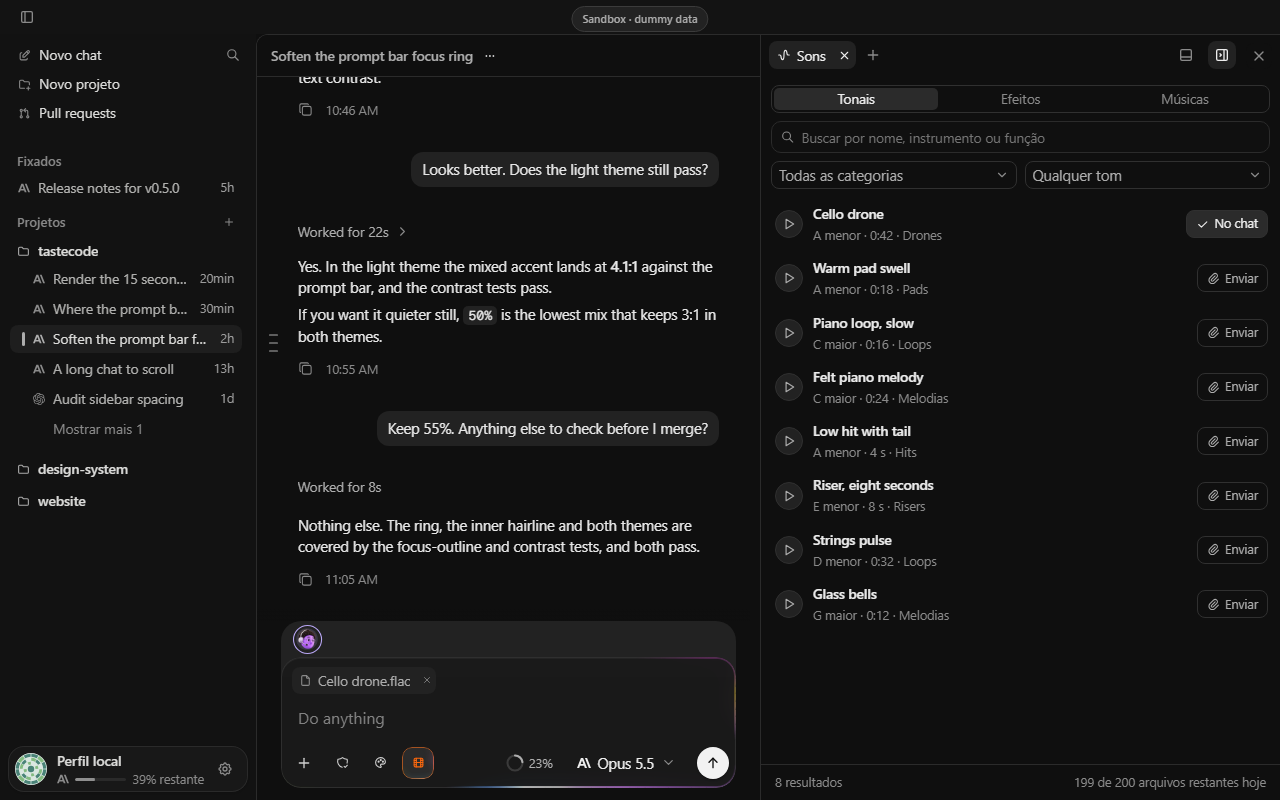 Sandbox · dummy data
Novo chat
Novo projeto
Pull requests
Fixados
Release notes for v0.5.0 5h
Projetos
tastecode
Render the 15 secon... 20min
Where the prompt b... 30min
Soften the prompt bar f... 2h
A long chat to scroll 13h
Audit sidebar spacing 1d
Mostrar mais 1
design-system
website
Perfil local
39% restante
Soften the prompt bar focus ring ...
text contrast.
10:46 AM
Looks better. Does the light theme still pass?
Worked for 22s
Yes. In the light theme the mixed accent lands at 4.1:1 against the
prompt bar, and the contrast tests pass.
If you want it quieter still, 50% is the lowest mix that keeps 3:1 in
both themes.
10:55 AM
Keep 55%. Anything else to check before I merge?
Worked for 8s
Nothing else. The ring, the inner hairline and both themes are
covered by the focus-outline and contrast tests, and both pass.
11:05 AM
Cello drone.flac
Do anything
23% Opus 5.5
Sons
Tonais Efeitos Músicas
Buscar por nome, instrumento ou função
Todas as categorias Qualquer tom
Cello drone
A menor · 0:42 · Drones
No chat
Warm pad swell
A menor · 0:18 · Pads
Enviar
Piano loop, slow
C maior · 0:16 · Loops
Enviar
Felt piano melody
C maior · 0:24 · Melodias
Enviar
Low hit with tail
A menor · 4 s · Hits
Enviar
Riser, eight seconds
E menor · 8 s · Risers
Enviar
Strings pulse
D menor · 0:32 · Loops
Enviar
Glass bells
G maior · 0:12 · Melodias
Enviar
8 resultados 199 de 200 arquivos restantes hoje